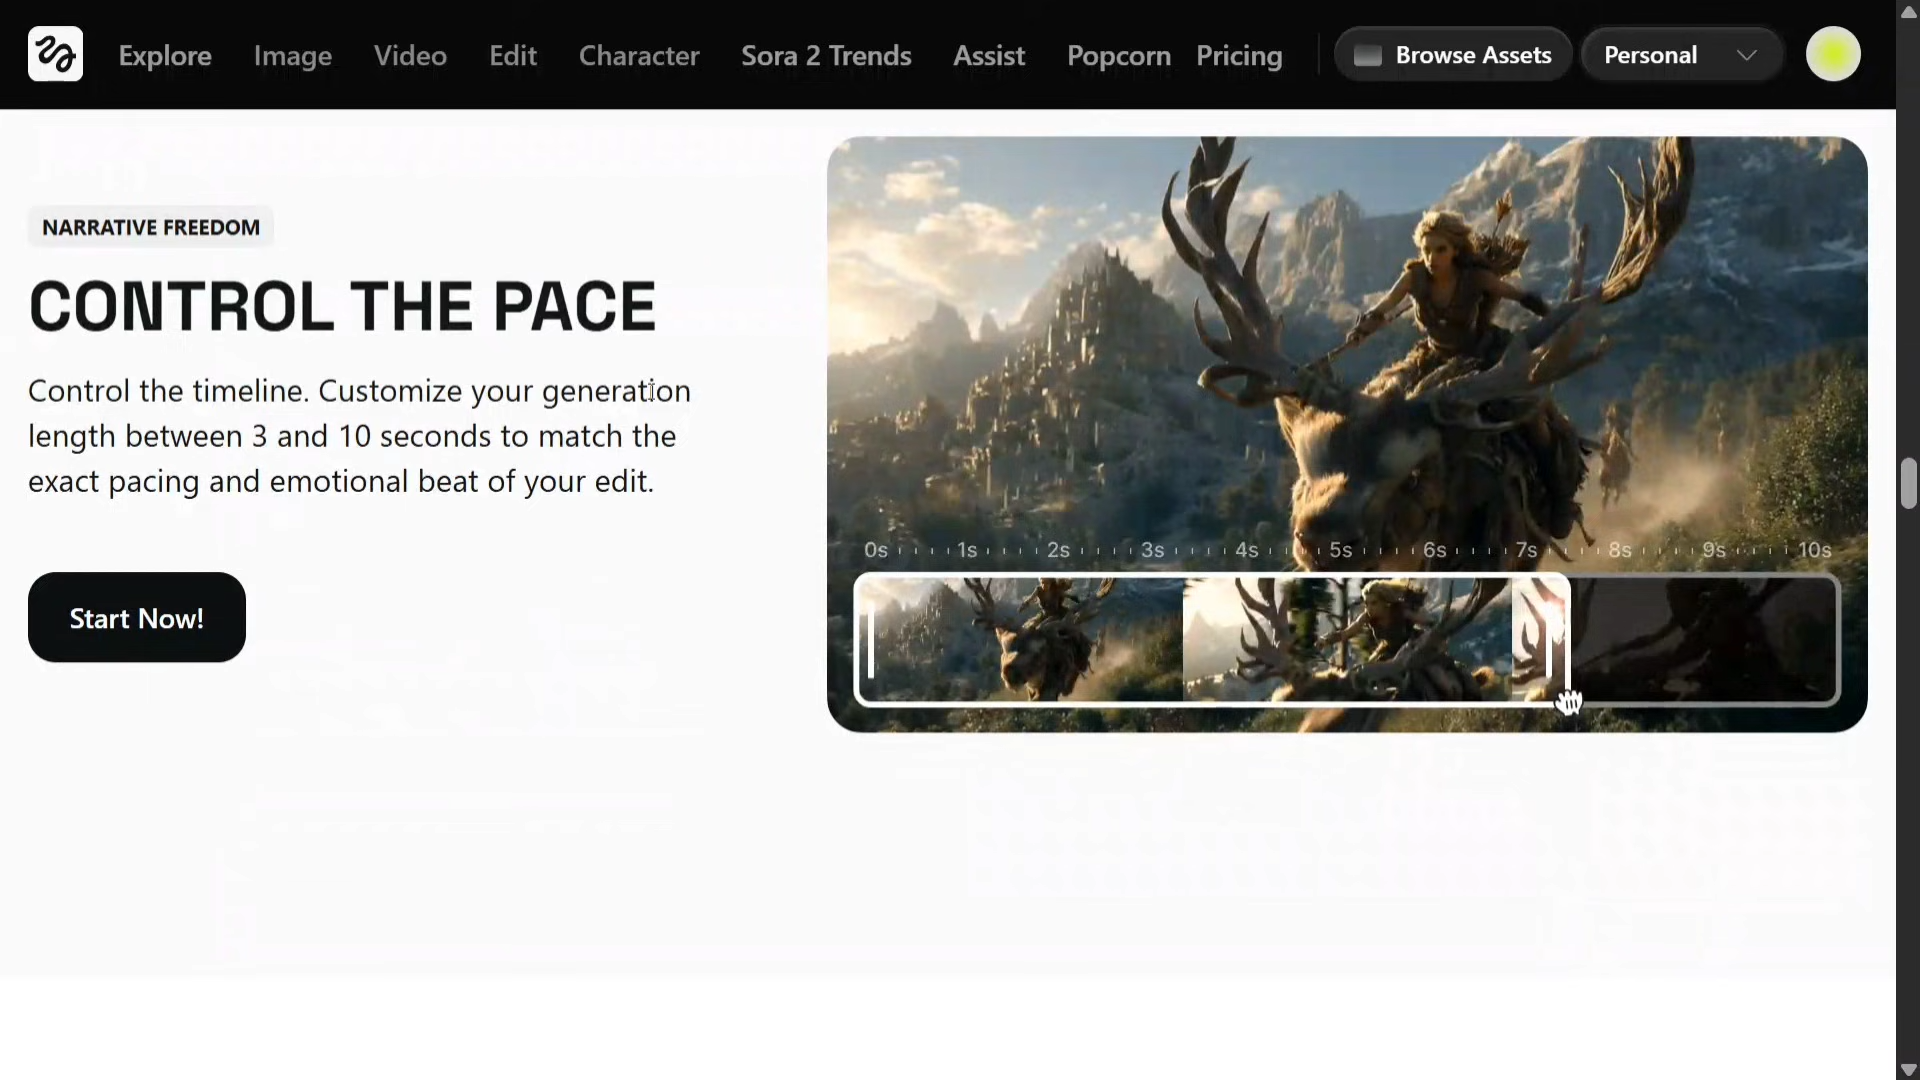 Explore Image Video Edit Character Sora 2 Trends Assist Popcorn Pricing Browse Assets Personal
NARRATIVE FREEDOM
CONTROL THE PACE
Control the timeline. Customize your generation
length between 3 and 10 seconds to match the
exact pacing and emotional beat of your edit.
Start Now!
0s 1s 2s 3s 4s 5s 6s 7s 8s 9s 10s